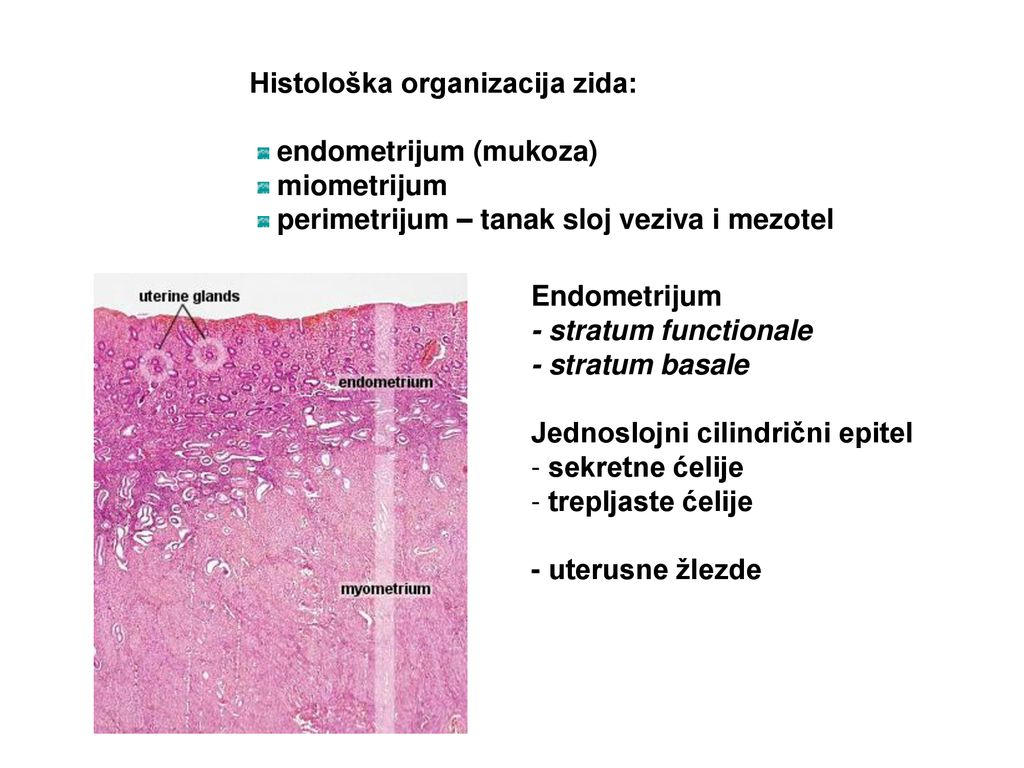 Histološka organizacija zida:
endometrijum (mukoza)
miometrijum
perimetrijum – tanak sloj veziva i mezotel
uterine glands
endometrium
myometrium
Endometrijum
- stratum functionale
- stratum basale
Jednoslojni cilindrični epitel
- sekretne ćelije
- trepljaste ćelije
- uterusne žlezde